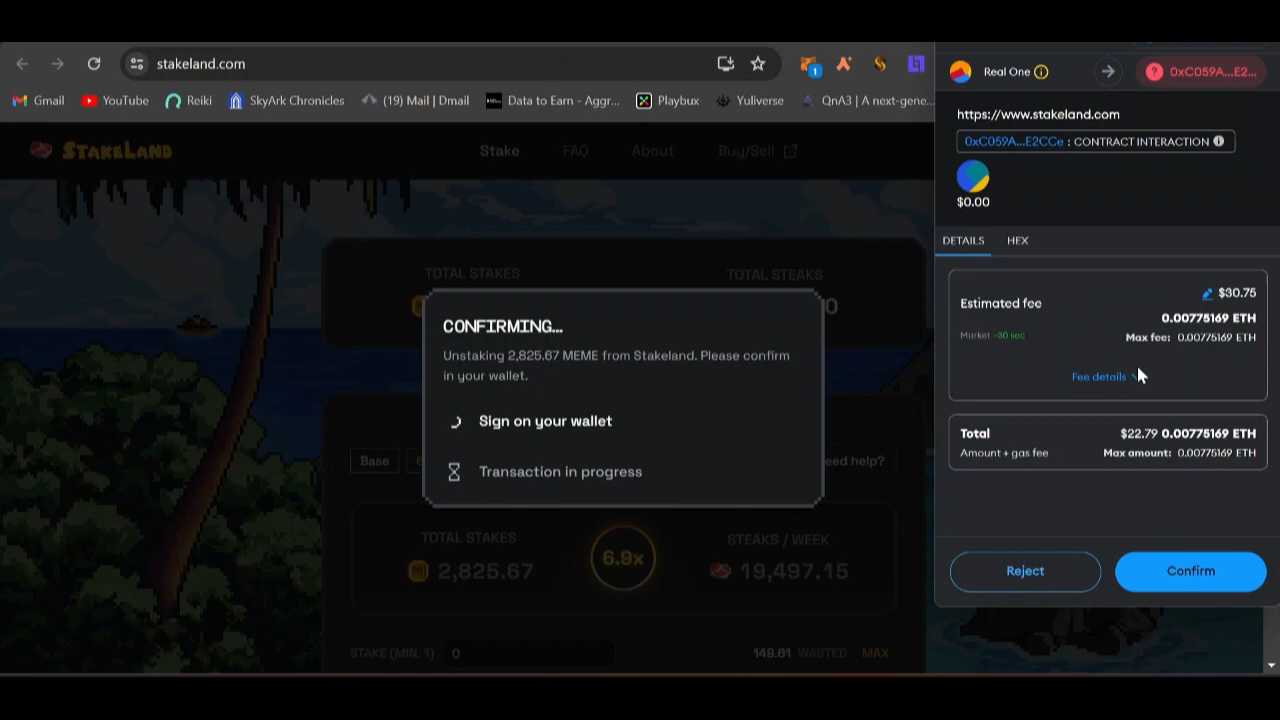 stakeland.com
1
Gmail
YouTube
Reiki
SkyArk Chronicles
(19) Mail | Dmail
Data to Earn - Aggr...
Playbux
Yuliverse
QnA3 | A next-gene...
STAKELAND
Stake
FAQ
About
Buy/Sell
TOTAL STAKES
TOTAL STEAKS
0
CONFIRMING...
Unstaking 2,825.67 MEME from Stakeland. Please confirm
in your wallet.
Sign on your wallet
Transaction in progress
Base
eed help?
TOTAL STAKES
2,825.67
6.9x
STEAKS / WEEK
19,497.15
STAKE (MIN. 1)
0
149.61 WASTED MAX
Real One
0xC059A...E2...
https://www.stakeland.com
0xC059A...E2CCe : CONTRACT INTERACTION
$0.00
DETAILS
HEX
Estimated fee
$30.75
0.00775169 ETH
Market ~30 sec
Max fee: 0.00775169 ETH
Fee details
Total
$22.79 0.00775169 ETH
Amount + gas fee
Max amount: 0.00775169 ETH
Reject
Confirm